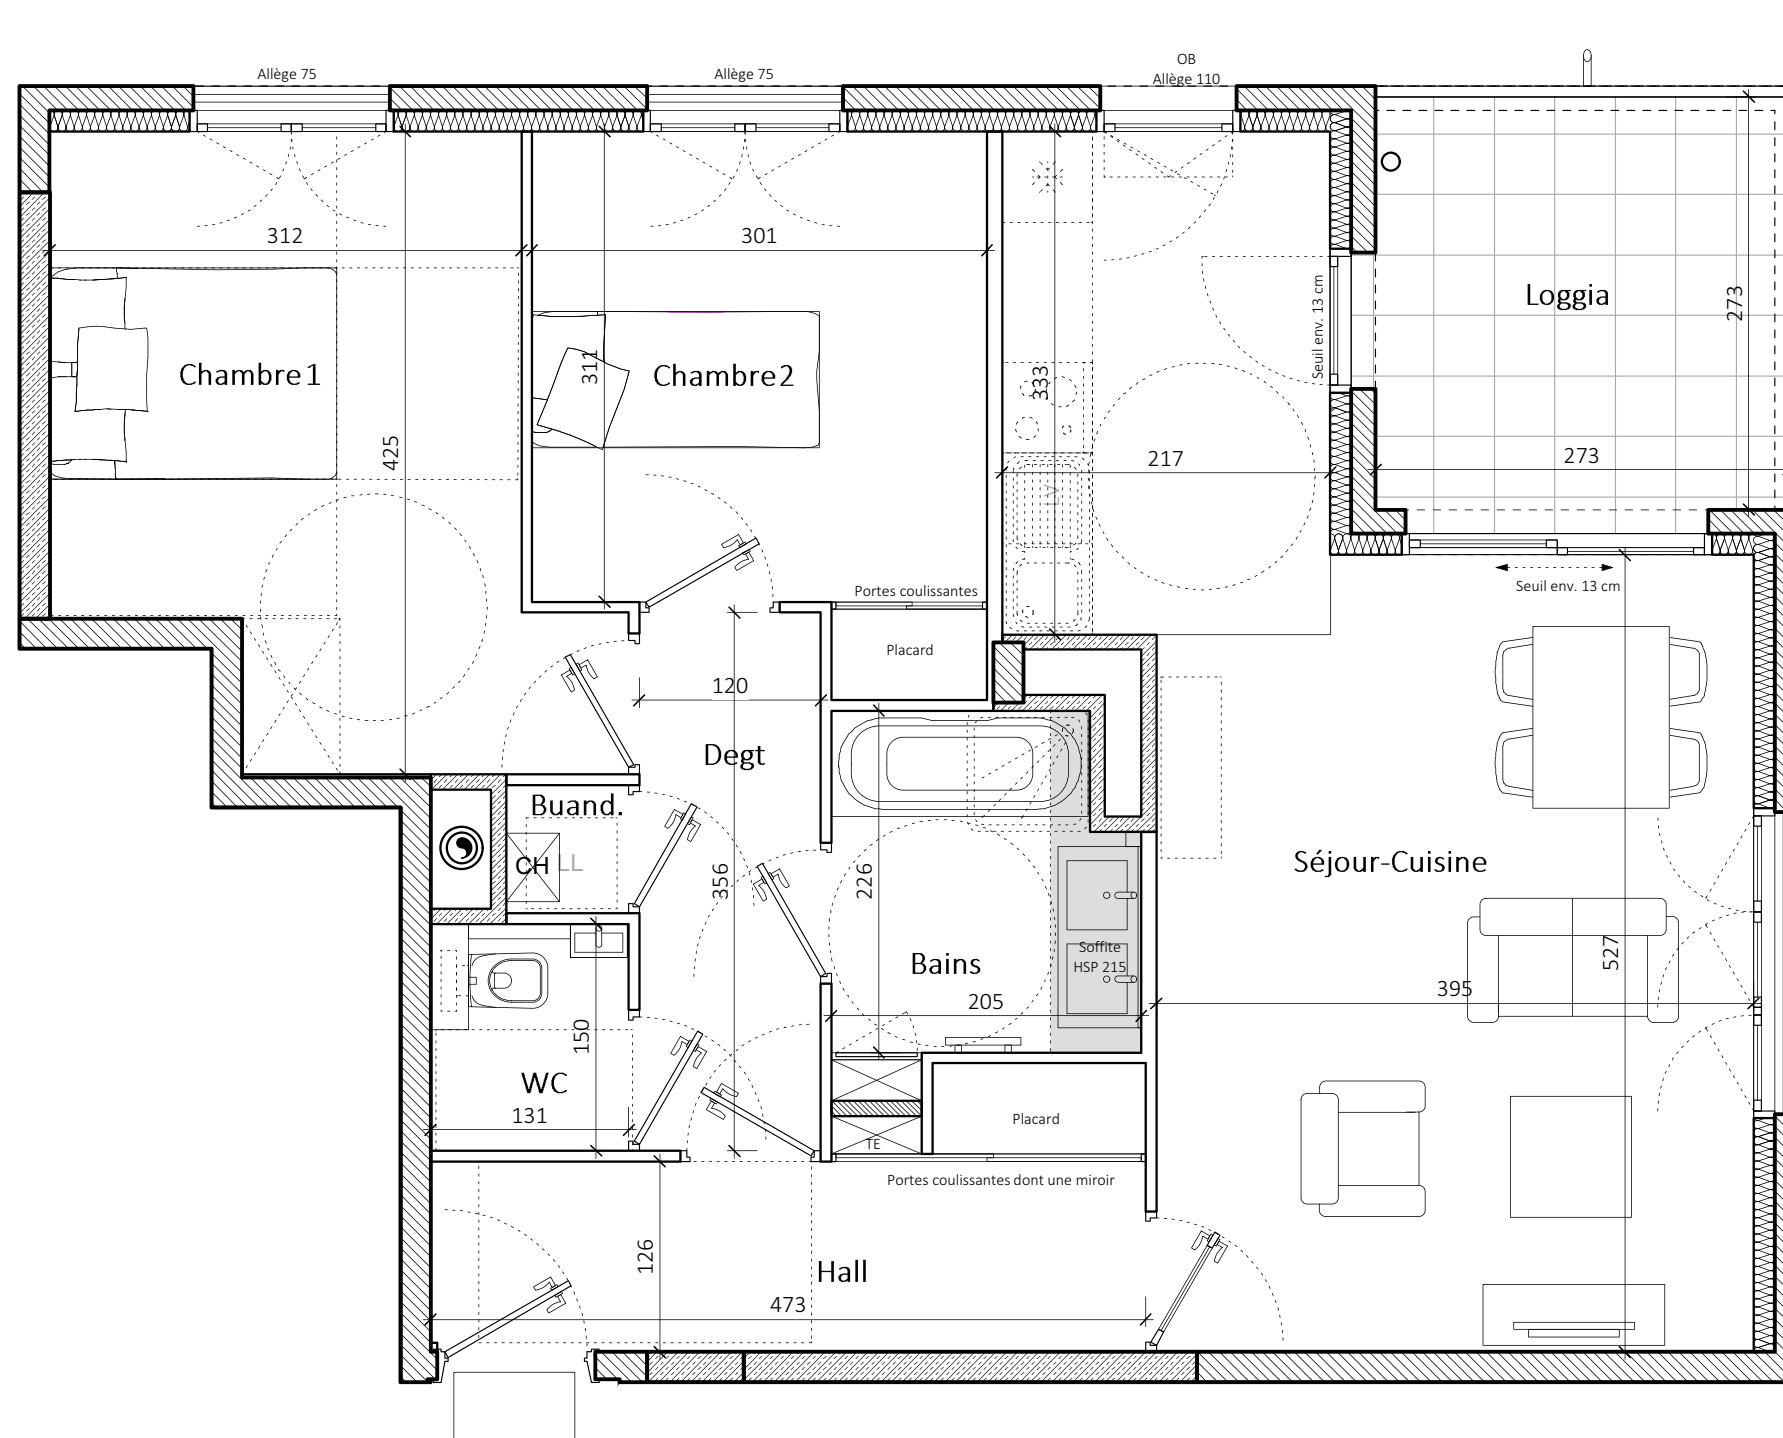 Allège 75
Allège 75
OB
Allège 110
312
301
Seuil env. 13 cm
Loggia
273
Chambre 1
311
Chambre 2
333
425
217
273
Portes coulissantes
Seuil env. 13 cm
Placard
120
Degt
Buand.
CH
LL
356
226
Séjour-Cuisine
Soffite
HSP 215
Bains
527
395
205
150
WC
131
Placard
TE
Portes coulissantes dont une miroir
126
Hall
473